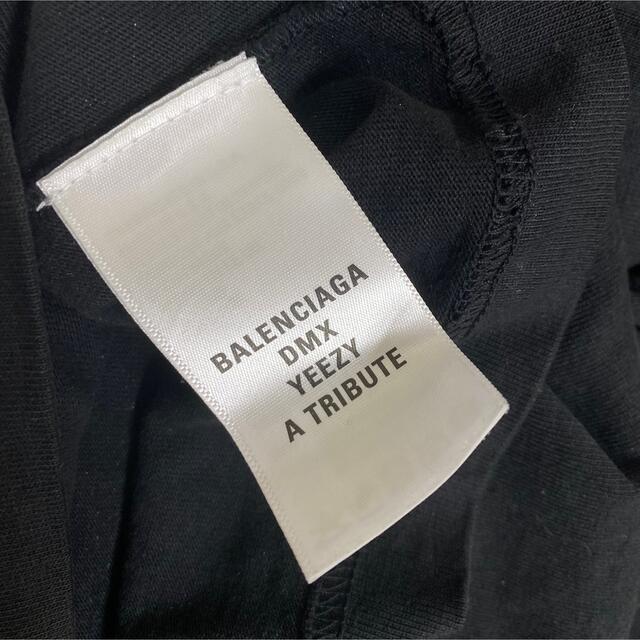 BALENCIAGA
DMX
YEEZY
A TRIBUTE